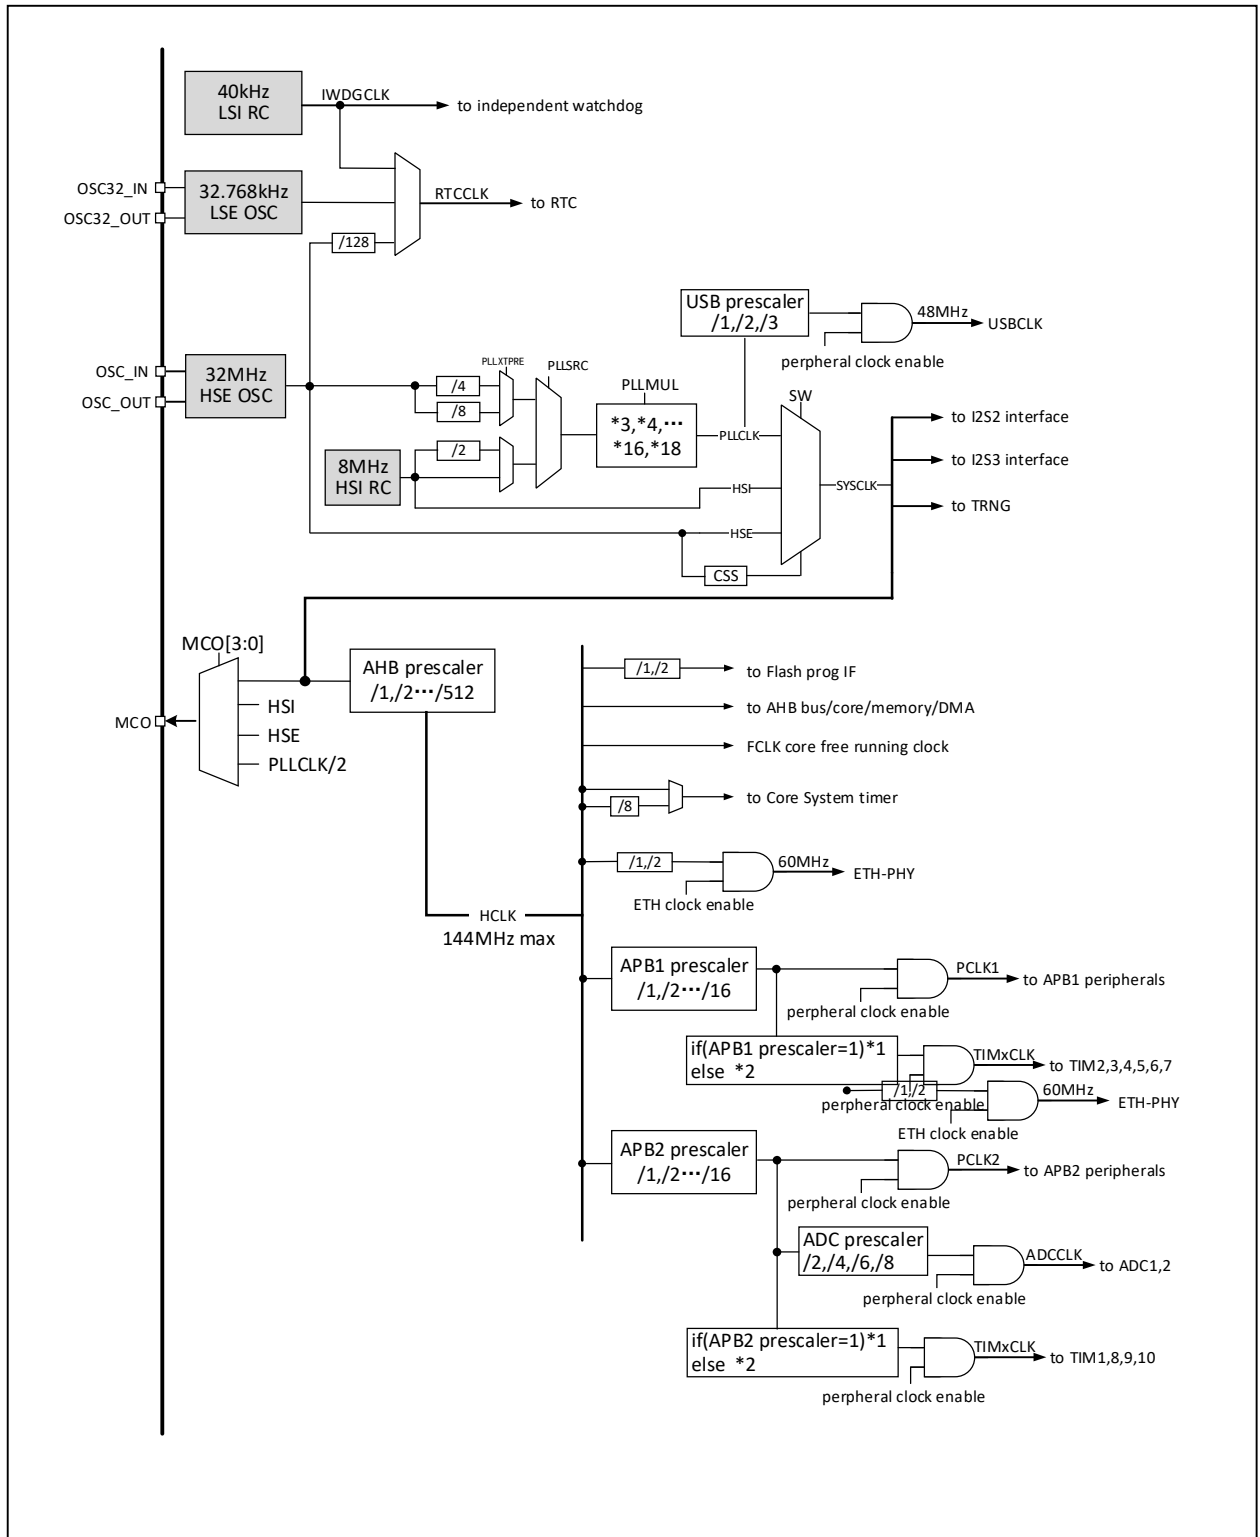 40kHz
LSI RC
IWDGCLK
to independent watchdog
OSC32_IN
OSC32_OUT
32.768kHz
LSE OSC
RTCCLK
to RTC
/128
USB prescaler
/1,/2,/3
48MHz
USBCLK
perpheral clock enable
OSC_IN
OSC_OUT
32MHz
HSE OSC
PLLXTPRE
PLLSRC
/4
/8
PLLMUL
*3,*4,···
*16,*18
PLLCLK
SW
to I2S2 interface
/2
8MHz
HSI RC
HSI
SYSCLK
to I2S3 interface
to TRNG
HSE
CSS
MCO[3:0]
AHB prescaler
/1,/2···/512
HSI
MCO
HSE
PLLCLK/2
/1,/2
to Flash prog IF
to AHB bus/core/memory/DMA
FCLK core free running clock
/8
to Core System timer
/1,/2
60MHz
ETH-PHY
ETH clock enable
HCLK
144MHz max
APB1 prescaler
/1,/2···/16
PCLK1
to APB1 peripherals
perpheral clock enable
if(APB1 prescaler=1)*1
else *2
TIMxCLK
to TIM2,3,4,5,6,7
/1,/2
perpheral clock enable
60MHz
ETH-PHY
ETH clock enable
APB2 prescaler
/1,/2···/16
PCLK2
to APB2 peripherals
perpheral clock enable
ADC prescaler
/2,/4,/6,/8
ADCCLK
to ADC1,2
perpheral clock enable
if(APB2 prescaler=1)*1
else *2
TIMxCLK
to TIM1,8,9,10
perpheral clock enable